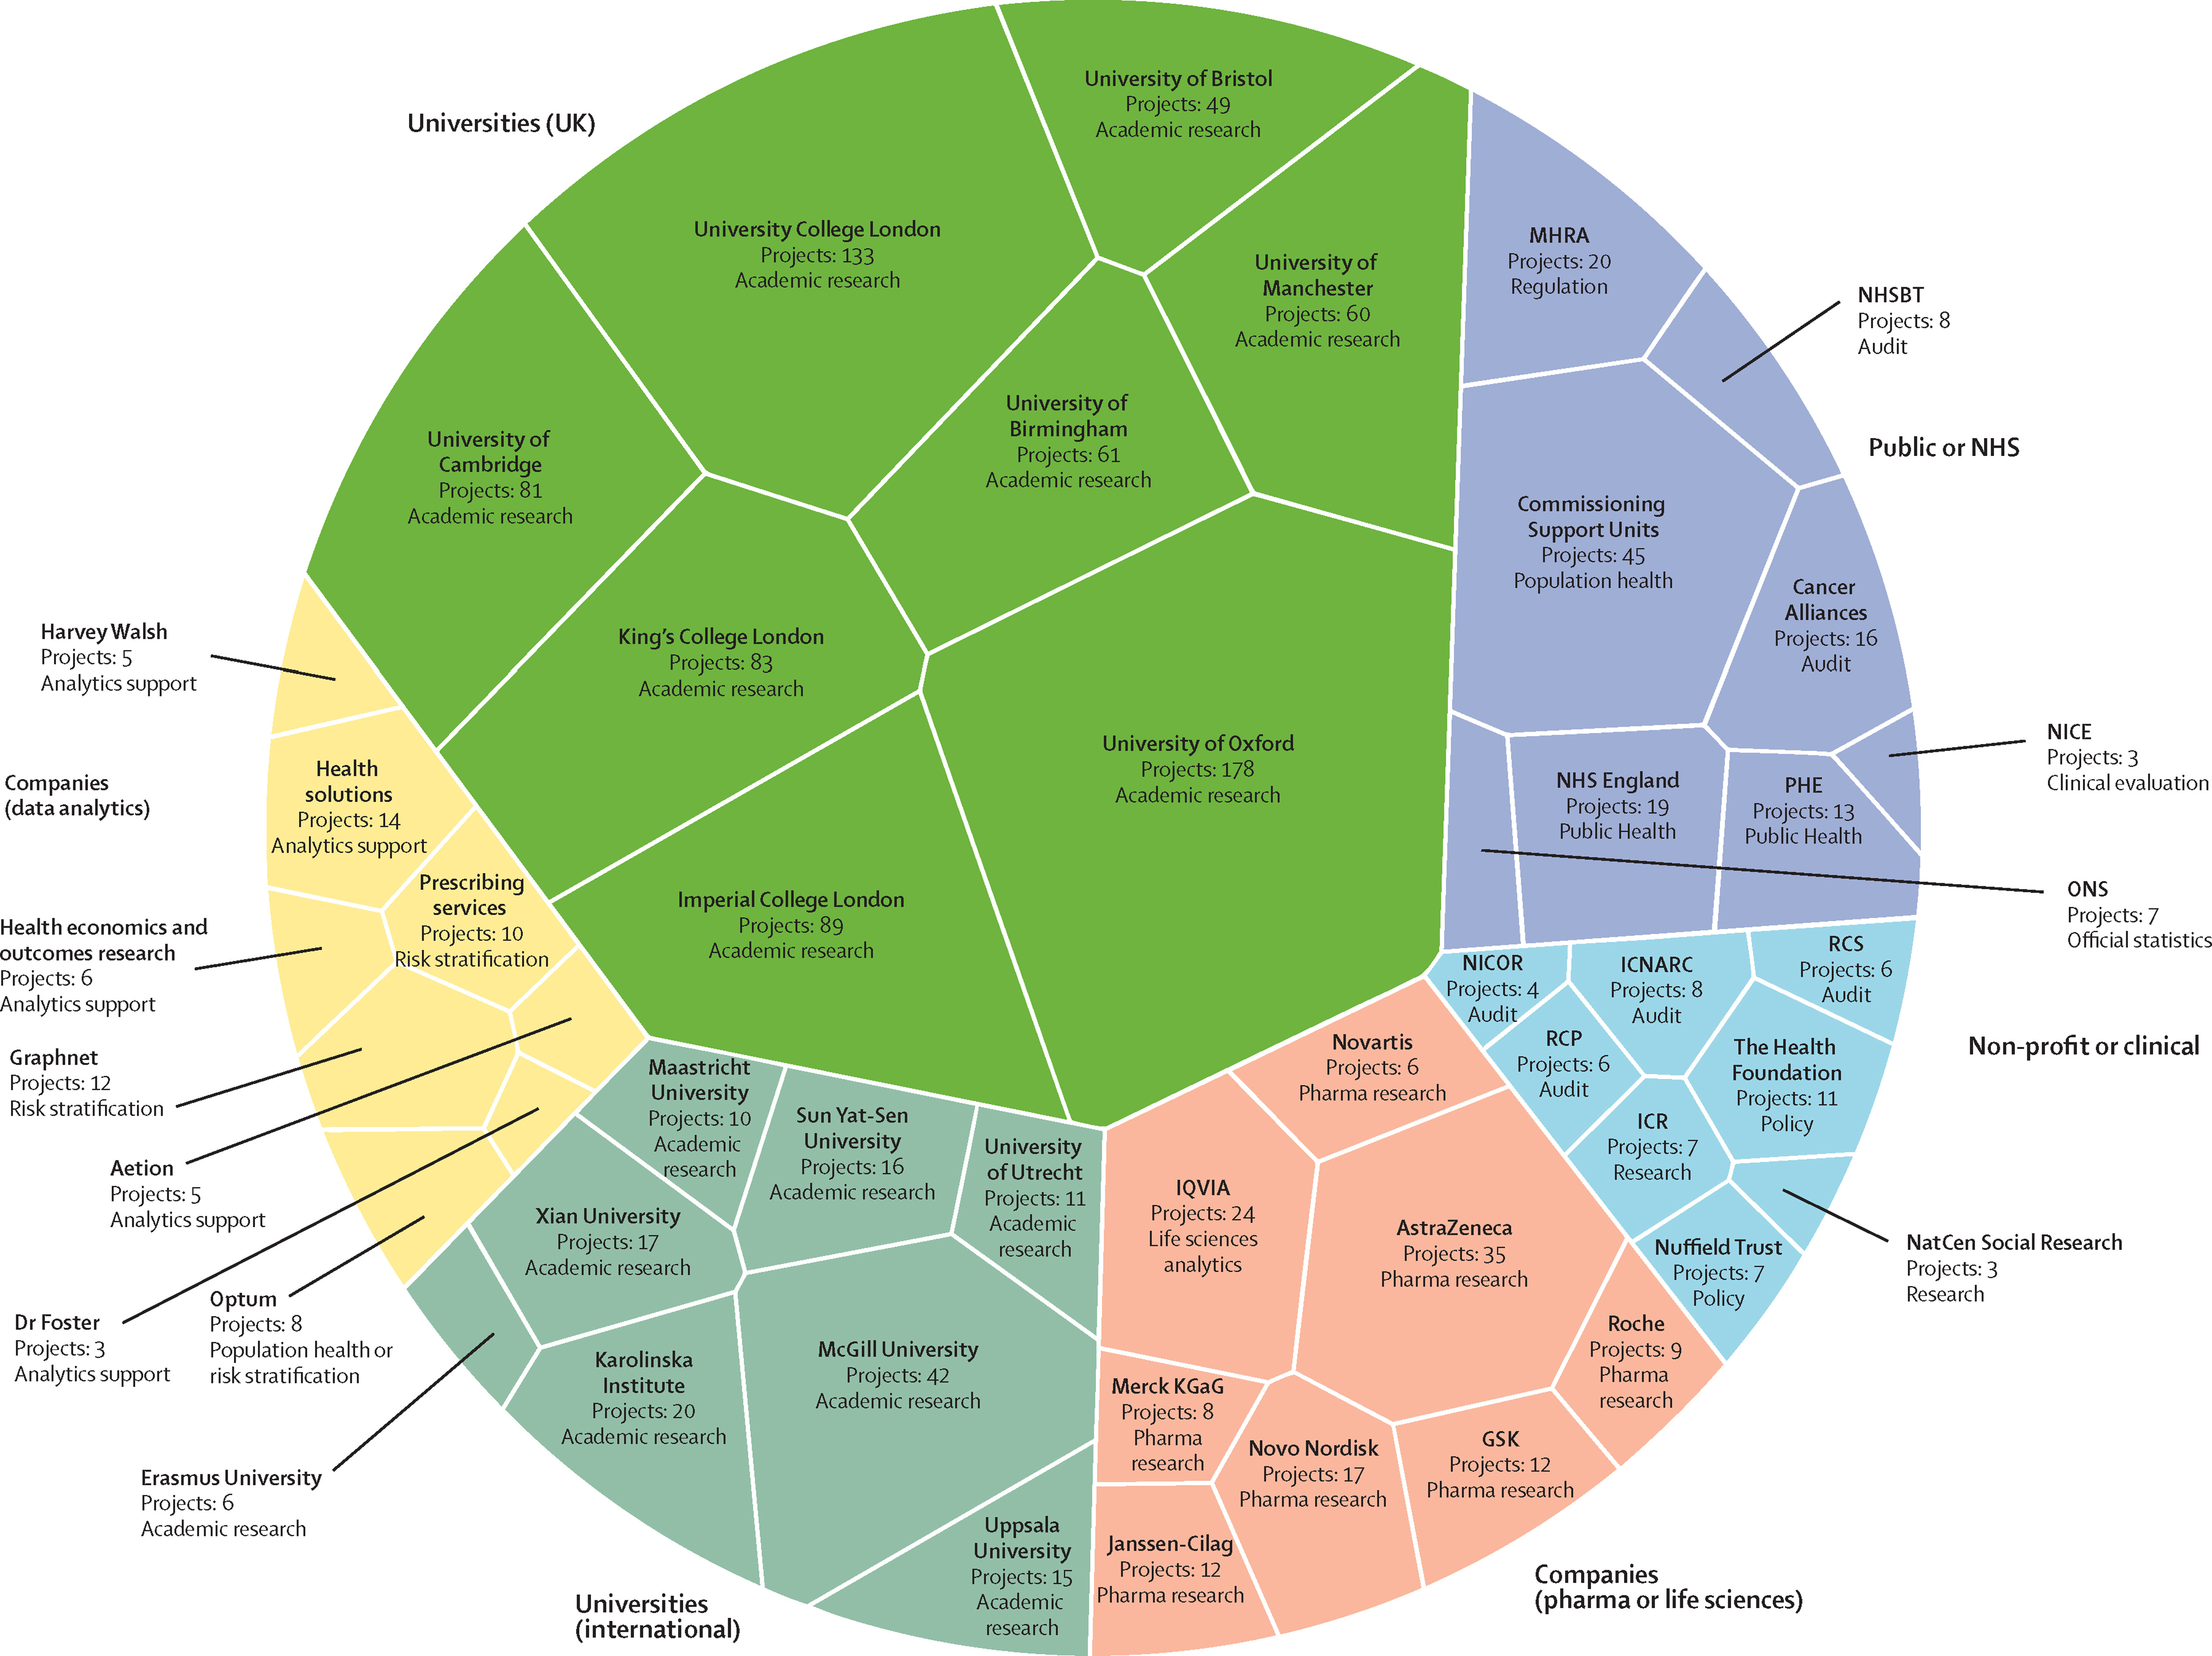 Universities (UK)
University of Bristol
Projects: 49
Academic research
University College London
Projects: 133
Academic research
University of
Manchester
Projects: 60
Academic research
University of
Birmingham
Projects: 61
Academic research
University of
Cambridge
Projects: 81
Academic research
King's College London
Projects: 83
Academic research
University of Oxford
Projects: 178
Academic research
Imperial College London
Projects: 89
Academic research
Public or NHS
MHRA
Projects: 20
Regulation
NHSBT
Projects: 8
Audit
Commissioning
Support Units
Projects: 45
Population health
Cancer
Alliances
Projects: 16
Audit
NICE
Projects: 3
Clinical evaluation
NHS England
Projects: 19
Public Health
PHE
Projects: 13
Public Health
ONS
Projects: 7
Official statistics
Non-profit or clinical
NICOR
Projects: 4
Audit
ICNARC
Projects: 8
Audit
RCS
Projects: 6
Audit
RCP
Projects: 6
Audit
The Health
Foundation
Projects: 11
Policy
ICR
Projects: 7
Research
NatCen Social Research
Projects: 3
Research
Nuffield Trust
Projects: 7
Policy
Companies
(data analytics)
Harvey Walsh
Projects: 5
Analytics support
Health
solutions
Projects: 14
Analytics support
Prescribing
services
Projects: 10
Risk stratification
Health economics and
outcomes research
Projects: 6
Analytics support
Graphnet
Projects: 12
Risk stratification
Aetion
Projects: 5
Analytics support
Dr Foster
Projects: 3
Analytics support
Optum
Projects: 8
Population health or
risk stratification
Universities
(international)
Maastricht
University
Projects: 10
Academic
research
Sun Yat-Sen
University
Projects: 16
Academic research
University
of Utrecht
Projects: 11
Academic
research
Xian University
Projects: 17
Academic research
Karolinska
Institute
Projects: 20
Academic research
McGill University
Projects: 42
Academic research
Erasmus University
Projects: 6
Academic research
Uppsala
University
Projects: 15
Academic
research
Companies
(pharma or life sciences)
Novartis
Projects: 6
Pharma research
IQVIA
Projects: 24
Life sciences
analytics
AstraZeneca
Projects: 35
Pharma research
Roche
Projects: 9
Pharma
research
Merck KGaG
Projects: 8
Pharma
research
Novo Nordisk
Projects: 17
Pharma research
GSK
Projects: 12
Pharma research
Janssen-Cilag
Projects: 12
Pharma research